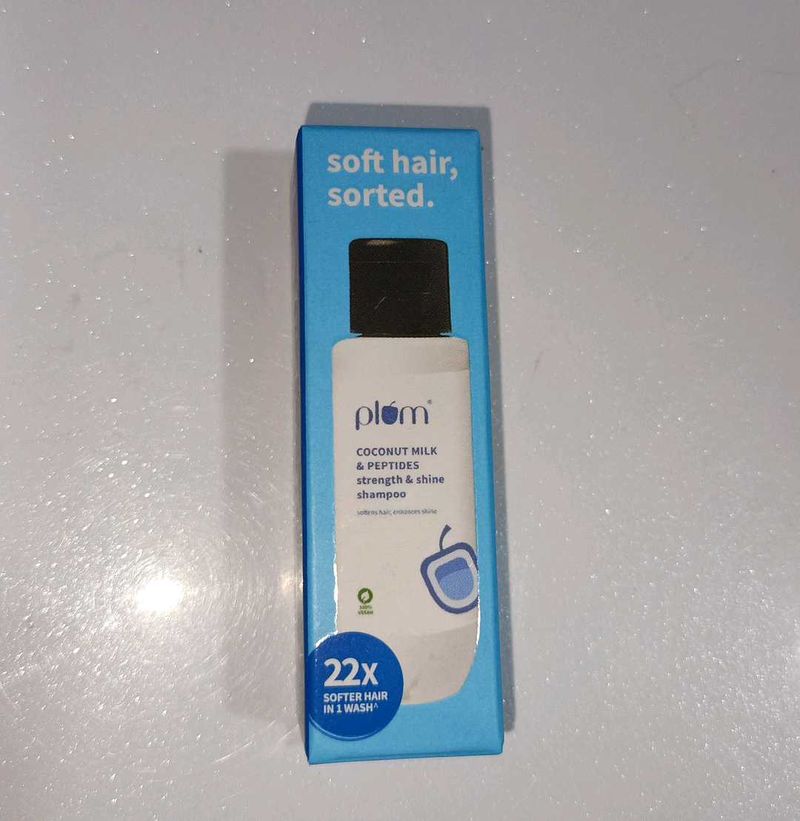 soft hair,
sorted.
plum®
COCONUT MILK
& PEPTIDES
strength & shine
shampoo
softens hair, enhances shine
100%
VEGAN
22x
SOFTER HAIR
IN 1 WASH^